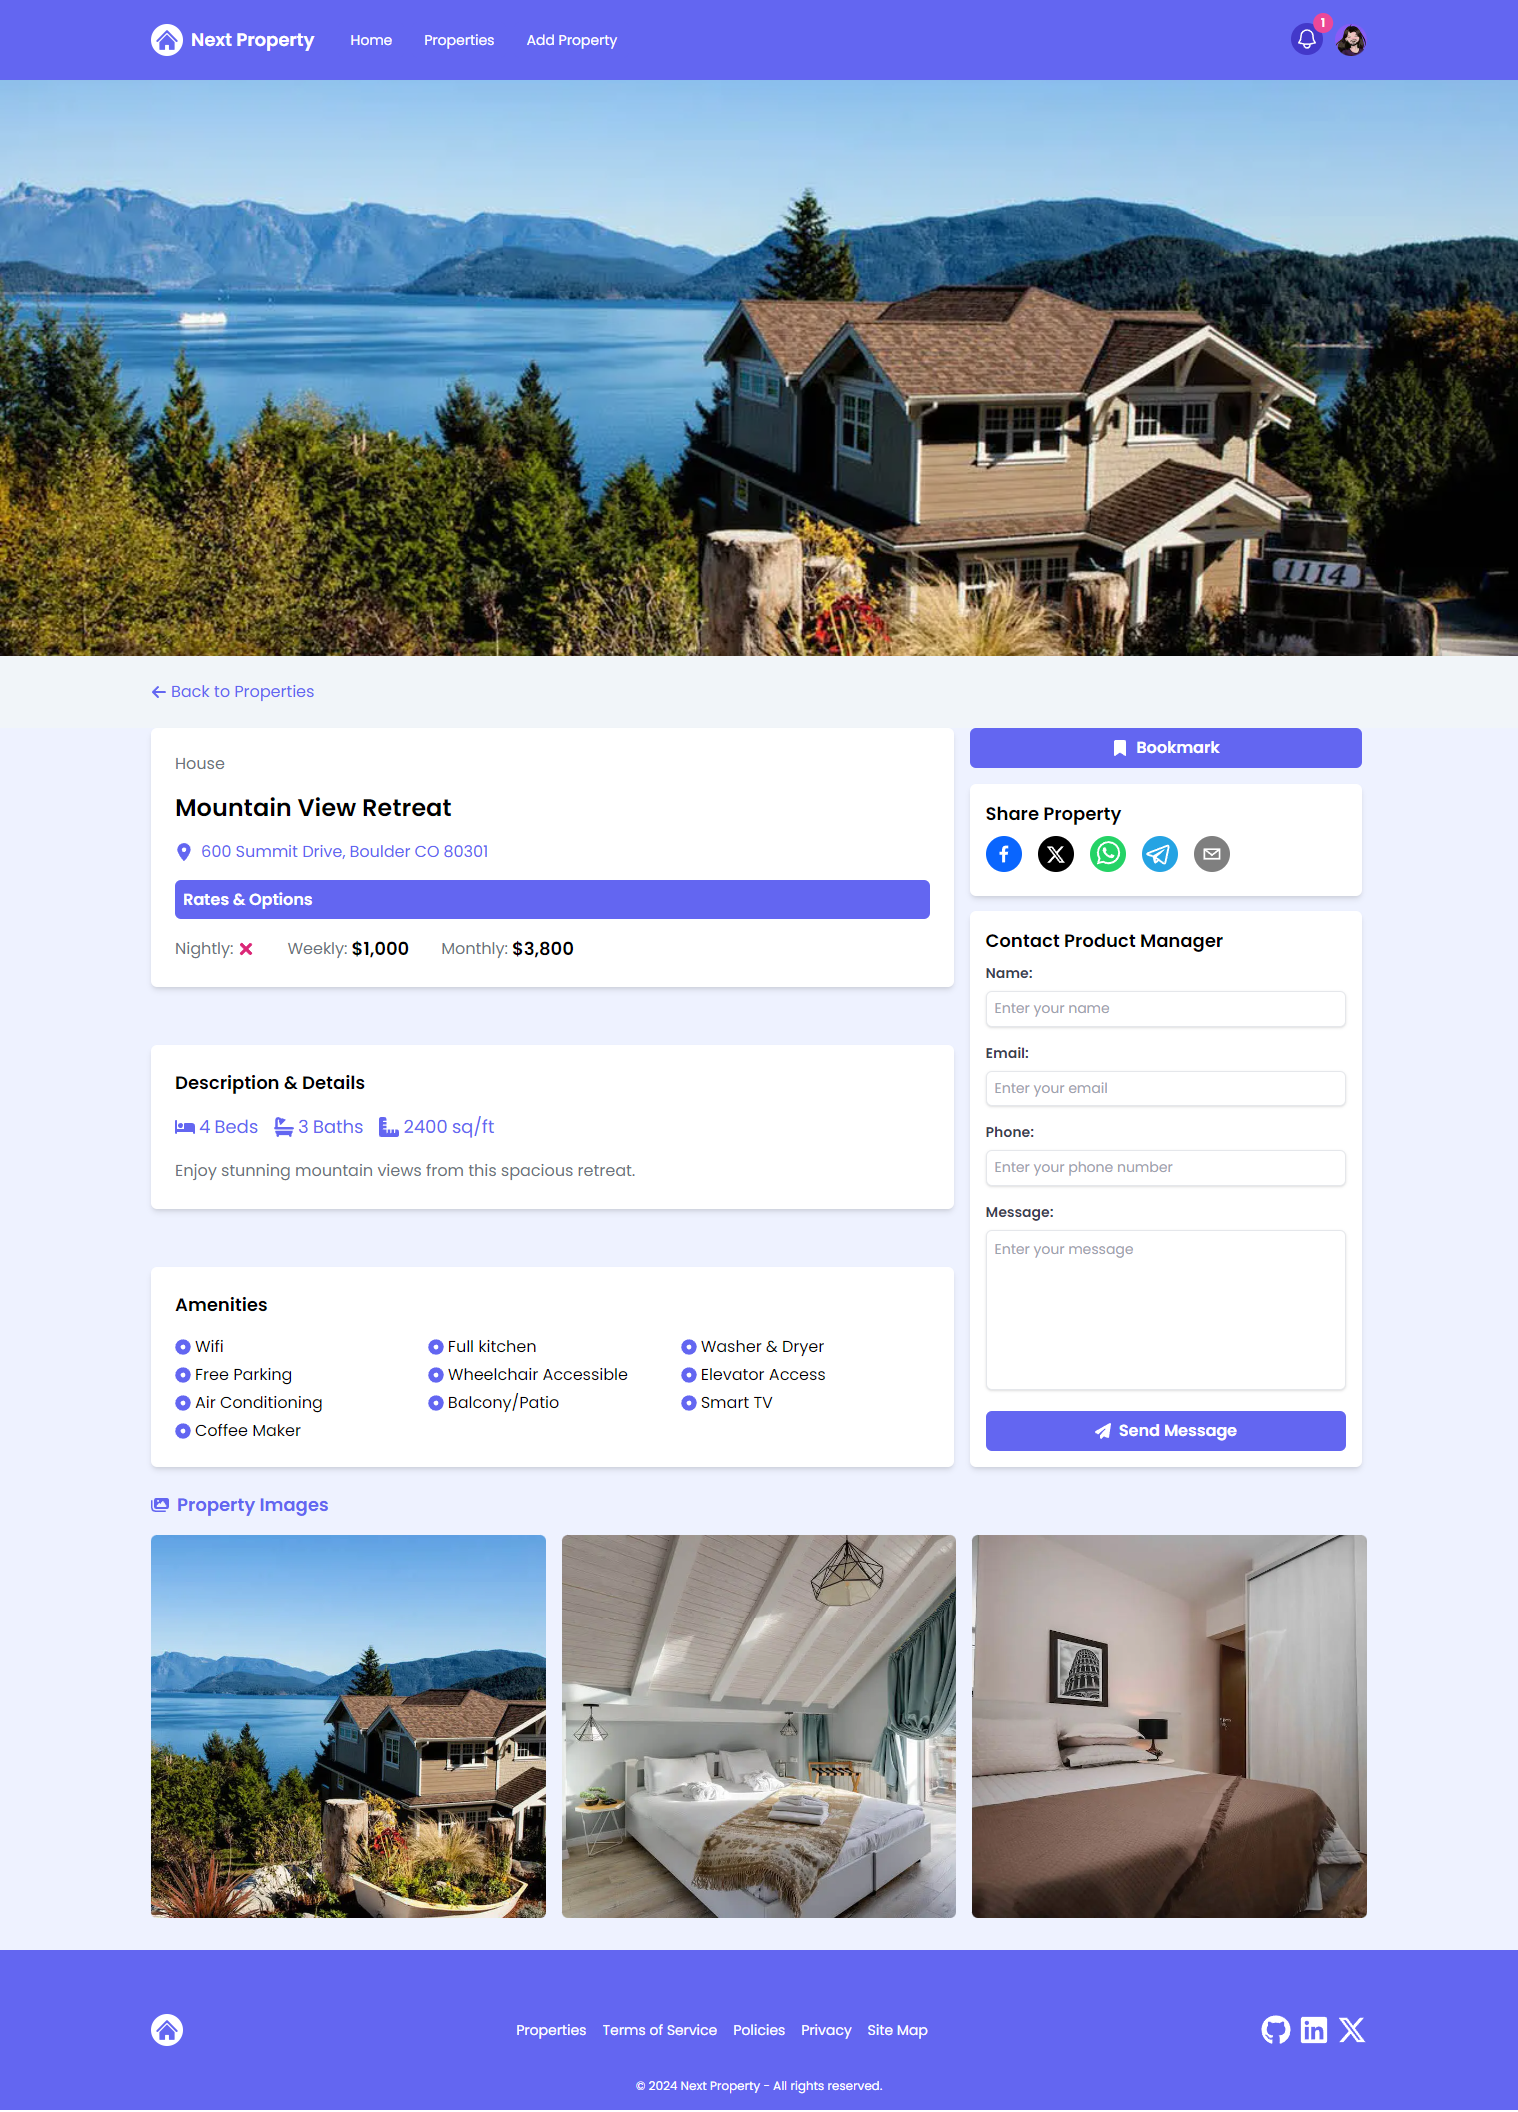 Next Property
Home
Properties
Add Property
1
1114
Back to Properties
House
Mountain View Retreat
600 Summit Drive, Boulder CO 80301
Rates & Options
Nightly:
Weekly: $1,000
Monthly: $3,800
Bookmark
Share Property
Contact Product Manager
Name:
Enter your name
Email:
Enter your email
Phone:
Enter your phone number
Message:
Enter your message
Send Message
Description & Details
4 Beds
3 Baths
2400 sq/ft
Enjoy stunning mountain views from this spacious retreat.
Amenities
Wifi
Full kitchen
Washer & Dryer
Free Parking
Wheelchair Accessible
Elevator Access
Air Conditioning
Balcony/Patio
Smart TV
Coffee Maker
Property Images
Properties
Terms of Service
Policies
Privacy
Site Map
© 2024 Next Property - All rights reserved.